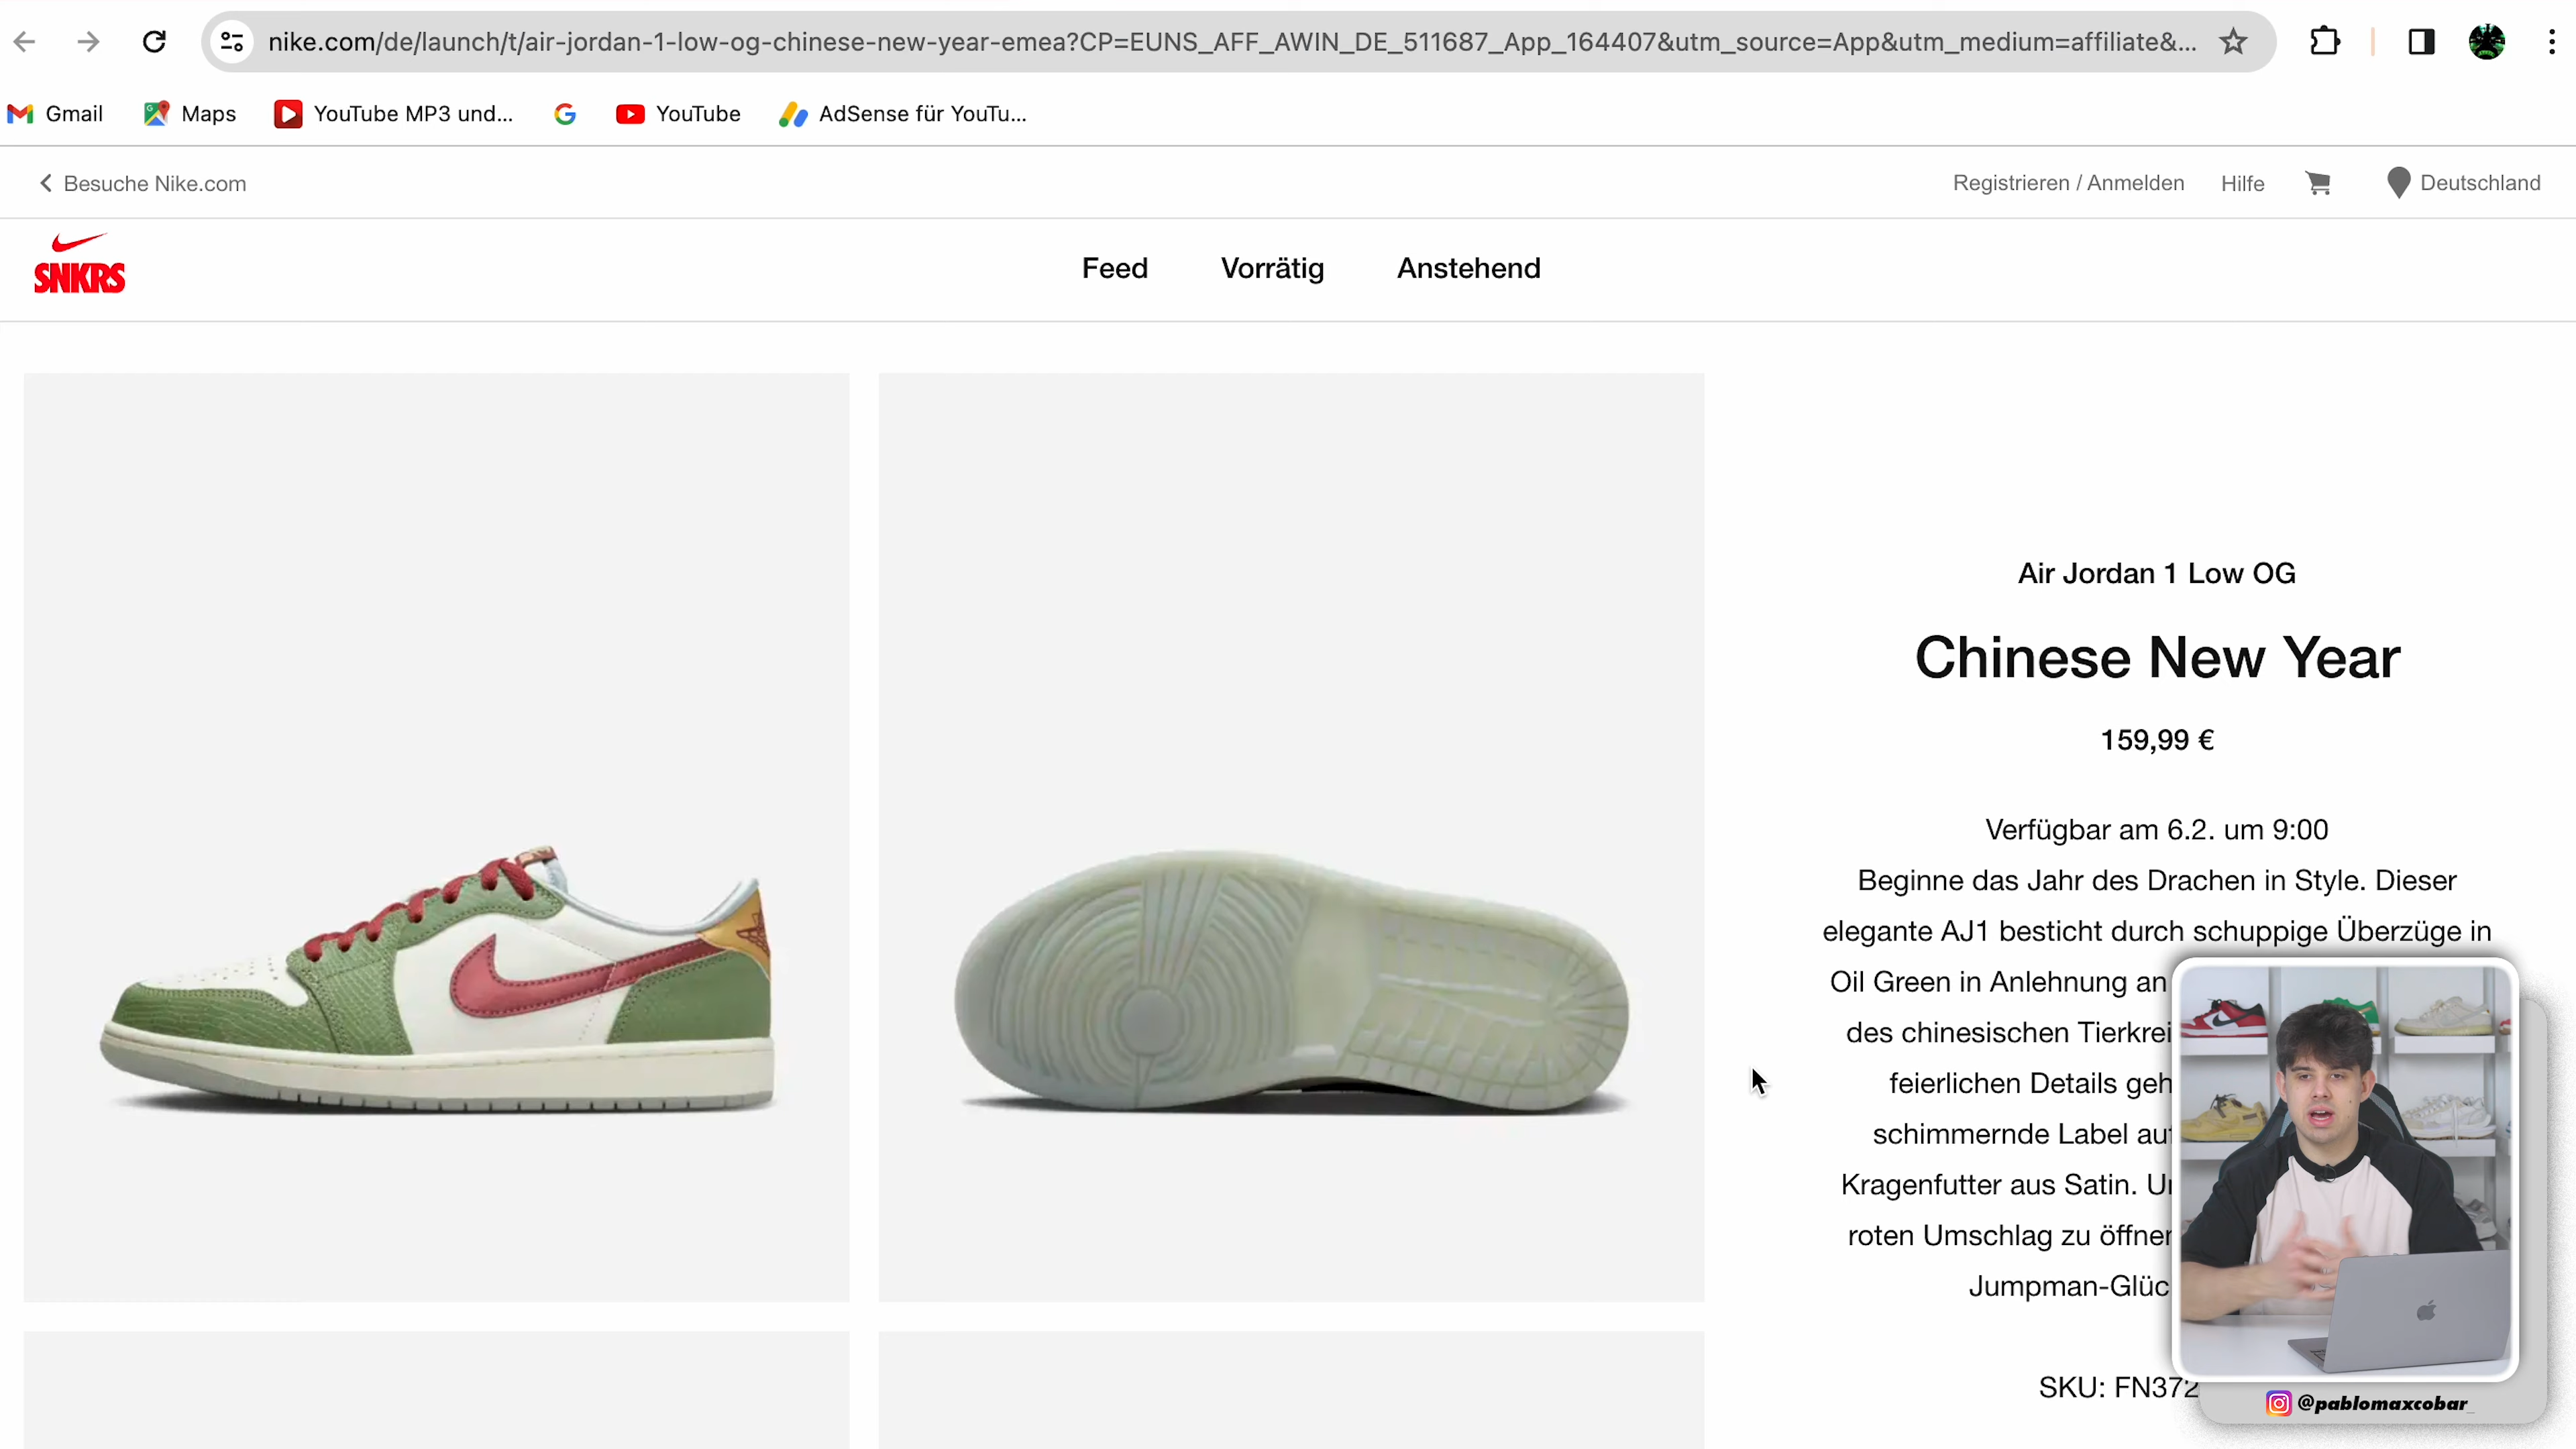 nike.com/de/launch/t/air-jordan-1-low-og-chinese-new-year-emea?CP=EUNS_AFF_AWIN_DE_511687_App_164407&utm_source=App&utm_medium=affiliate&...
Gmail Maps YouTube MP3 und... YouTube AdSense für YouTu...
Besuche Nike.com Registrieren / Anmelden Hilfe Deutschland
SNKRS
Feed Vorrätig Anstehend
Air Jordan 1 Low OG
Chinese New Year
159,99 €
Verfügbar am 6.2. um 9:00
Beginne das Jahr des Drachen in Style. Dieser
elegante AJ1 besticht durch schuppige Überzüge in
Oil Green in Anlehnung an
des chinesischen Tierkrei
feierlichen Details geh
schimmernde Label au
Kragenfutter aus Satin. U
roten Umschlag zu öffne
Jumpman-Glüc
SKU: FN372
@pablomaxcobar_